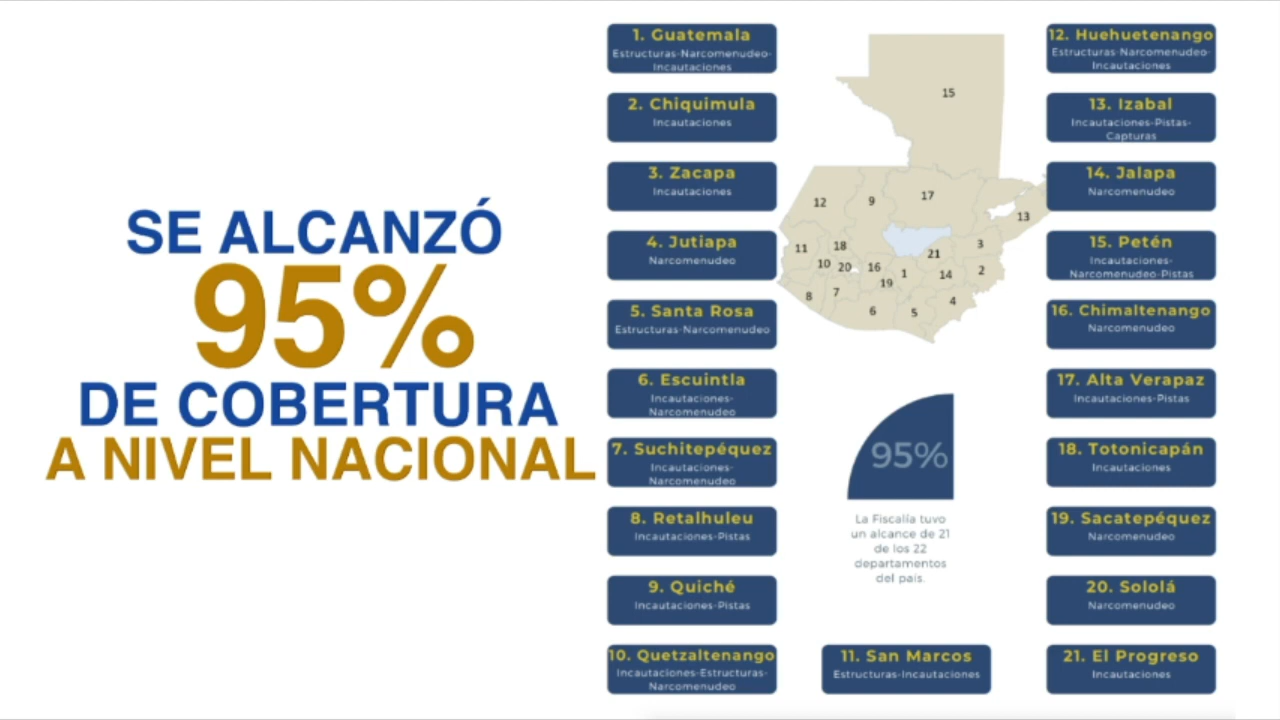 SE ALCANZÓ
95%
DE COBERTURA
A NIVEL NACIONAL
1. Guatemala
Estructuras-Narcomenudeo-
Incautaciones
2. Chiquimula
Incautaciones
3. Zacapa
Incautaciones
4. Jutiapa
Narcomenudeo
5. Santa Rosa
Estructuras-Narcomenudeo
6. Escuintla
Incautaciones-
Narcomenudeo
7. Suchitepéquez
Incautaciones-
Narcomenudeo
8. Retalhuleu
Incautaciones-Pistas
9. Quiché
Incautaciones-Pistas
10. Quetzaltenango
Incautaciones-Estructuras-
Narcomenudeo
15
12
9
17
13
11
18
3
21
10
20
16
1
14
2
19
8
7
4
6
5
95%
La Fiscalía tuvo
un alcance de 21
de los 22
departamentos
del país.
11. San Marcos
Estructuras-Incautaciones
12. Huehuetenango
Estructuras-Narcomenudeo-
Incautaciones
13. Izabal
Incautaciones-Pistas-
Capturas
14. Jalapa
Narcomenudeo
15. Petén
Incautaciones-
Narcomenudeo-Pistas
16. Chimaltenango
Narcomenudeo
17. Alta Verapaz
Incautaciones-Pistas
18. Totonicapán
Incautaciones
19. Sacatepéquez
Narcomenudeo
20. Sololá
Narcomenudeo
21. El Progreso
Incautaciones